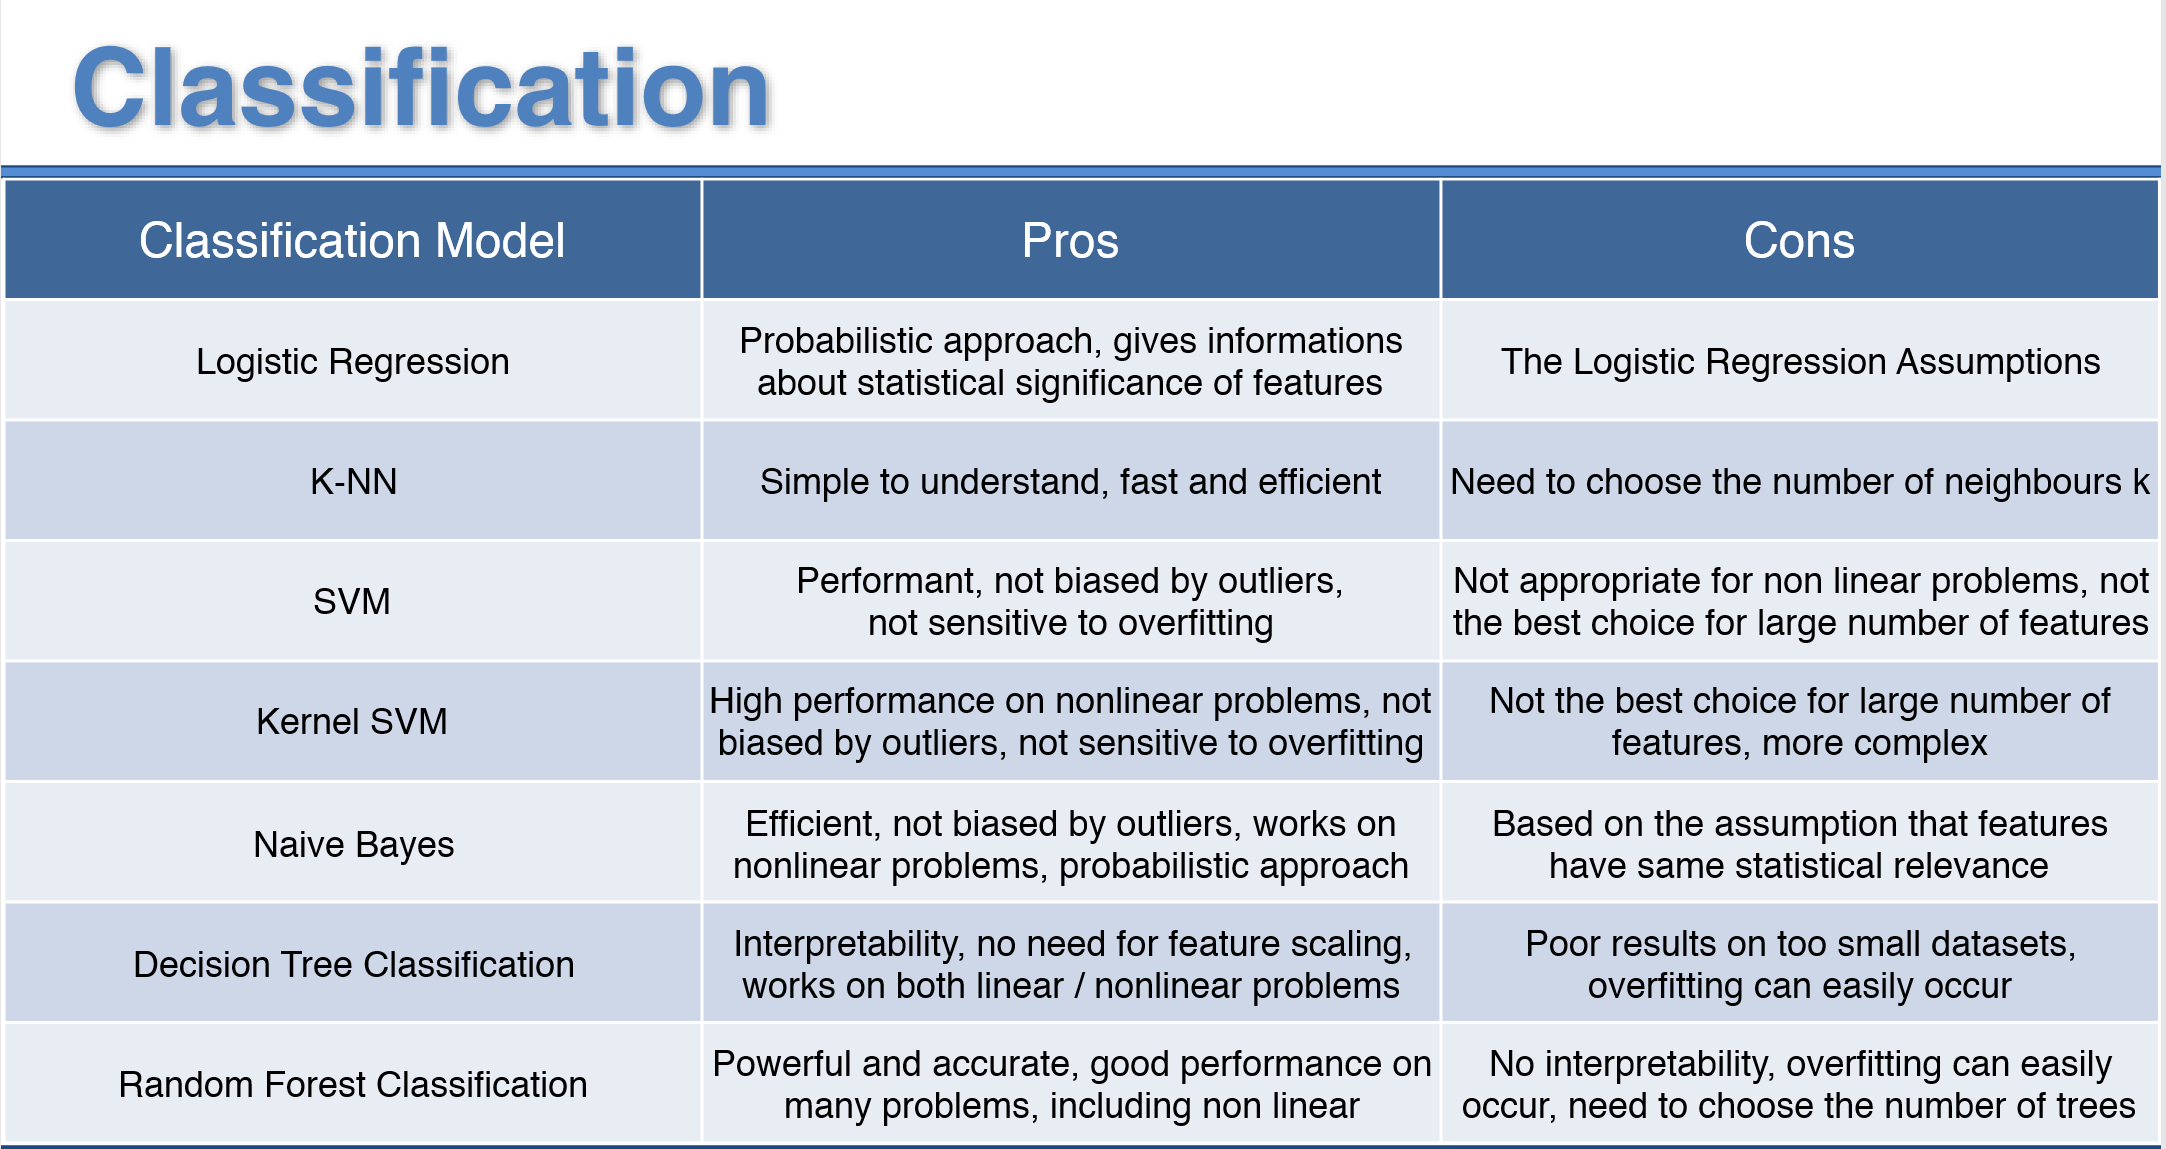 Classification
Classification Model
Pros
Cons
Logistic Regression
Probabilistic approach, gives informations
about statistical significance of features
The Logistic Regression Assumptions
K-NN
Simple to understand, fast and efficient
Need to choose the number of neighbours k
SVM
Performant, not biased by outliers,
not sensitive to overfitting
Not appropriate for non linear problems, not
the best choice for large number of features
Kernel SVM
High performance on nonlinear problems, not
biased by outliers, not sensitive to overfitting
Not the best choice for large number of
features, more complex
Naive Bayes
Efficient, not biased by outliers, works on
nonlinear problems, probabilistic approach
Based on the assumption that features
have same statistical relevance
Decision Tree Classification
Interpretability, no need for feature scaling,
works on both linear / nonlinear problems
Poor results on too small datasets,
overfitting can easily occur
Random Forest Classification
Powerful and accurate, good performance on
many problems, including non linear
No interpretability, overfitting can easily
occur, need to choose the number of trees